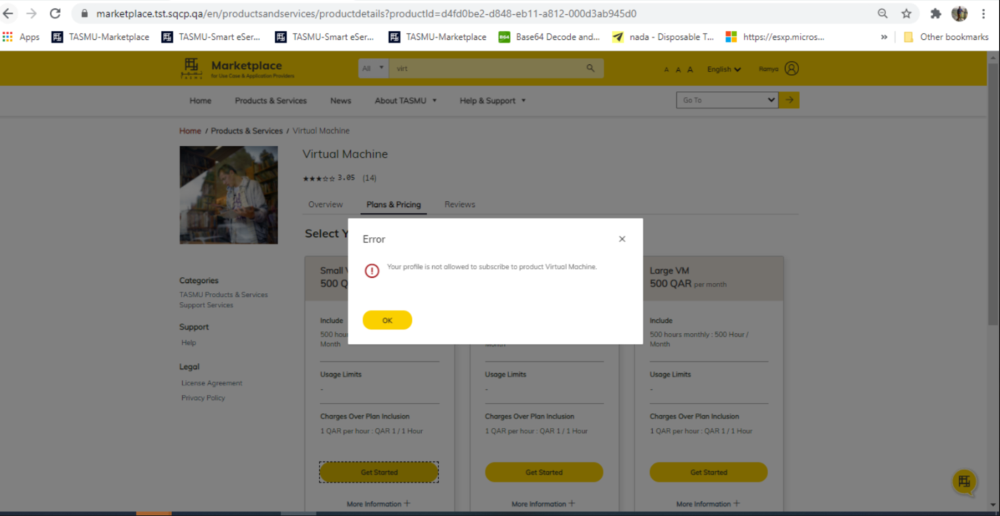 marketplace.tst.sqcp.qa/en/productsandservices/productdetails?productId=d4fd0be2-d848-eb11-a812-000d3ab945d0
Apps TASMU-Marketplace TASMU-Smart eSer... TASMU-Smart eSer... TASMU-Marketplace B64 Base64 Decode and... nada - Disposable T... https://esxp.micros... » Other bookmarks
Marketplace
for Use Case & Application Providers
All virt
A A A English Ramya
Home Products & Services News About TASMU Help & Support
Go To
Home / Products & Services / Virtual Machine
Virtual Machine
3.05 (14)
Overview Plans & Pricing Reviews
Select Y
Error
Your profile is not allowed to subscribe to product Virtual Machine.
OK
Categories
TASMU Products & Services
Support Services
Support
Help
Legal
License Agreement
Privacy Policy
Small
500 Q
Include
500 hou
Month
Usage Limits
-
Charges Over Plan Inclusion
1 QAR per hour : QAR 1 / 1 Hour
Get Started
More Information +
Month
Usage Limits
-
Charges Over Plan Inclusion
1 QAR per hour : QAR 1 / 1 Hour
Get Started
More Information +
Large VM
500 QAR per month
Include
500 hours monthly : 500 Hour /
Month
Usage Limits
-
Charges Over Plan Inclusion
1 QAR per hour : QAR 1 / 1 Hour
Get Started
More Information +